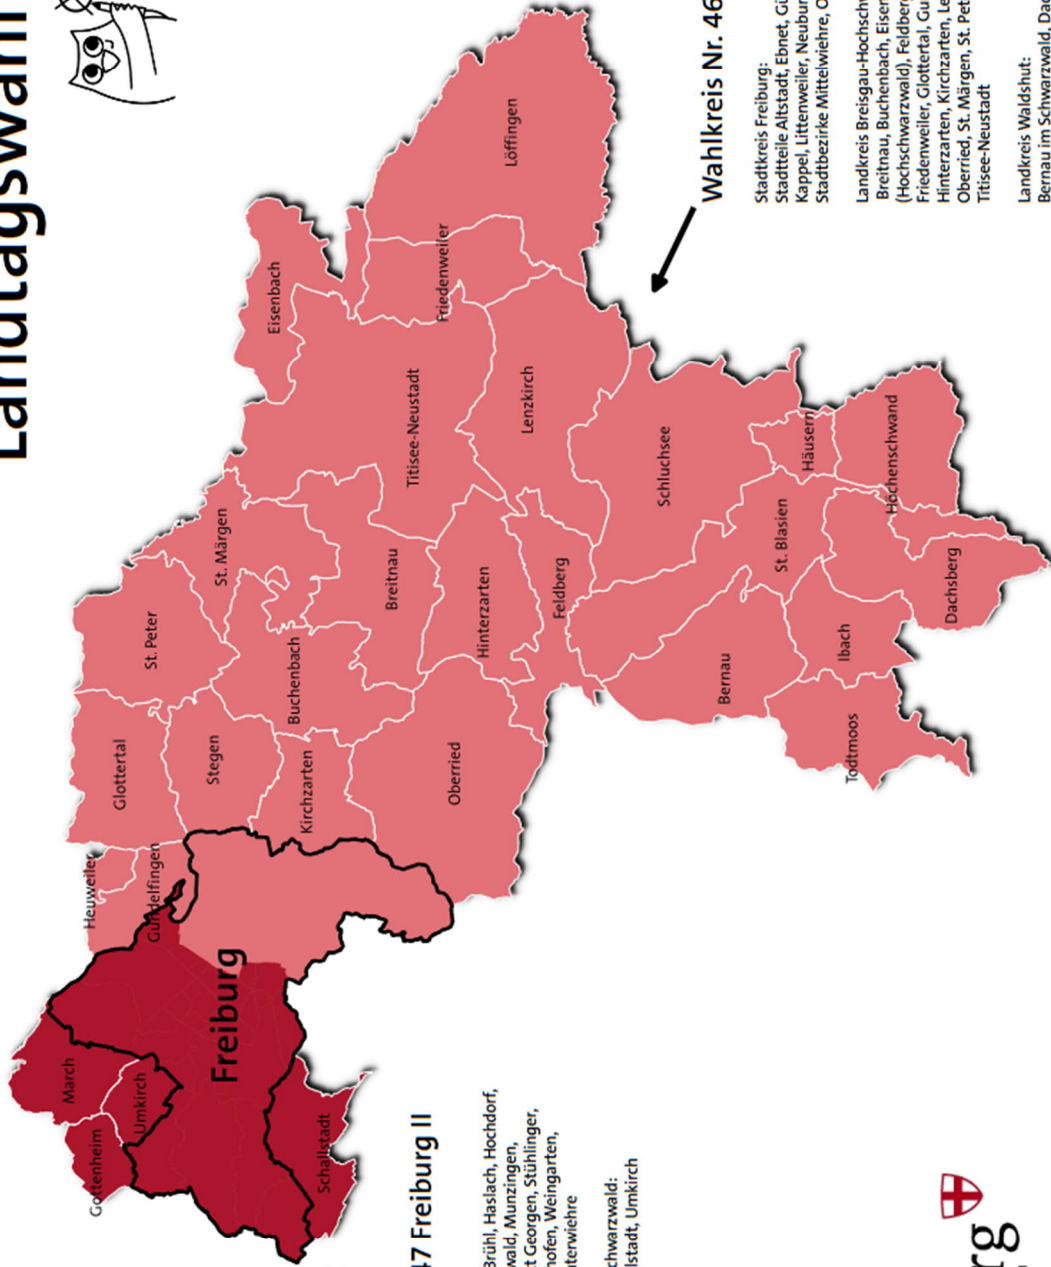 Landtagswahl
Gottenheim
March
Umkirch
Schallstadt
Freiburg
Heuweiler
Gundelfingen
Glottertal
St. Peter
Stegen
St. Märgen
Kirchzarten
Buchenbach
Eisenbach
Breitnau
Titisee-Neustadt
Friedenweiler
Löffingen
Oberried
Hinterzarten
Lenzkirch
Feldberg
Schluchsee
Bernau
St. Blasien
Häusern
Todtmoos
Ibach
Höchenschwand
Dachsberg
47 Freiburg II
Brühl, Haslach, Hochdorf,
wald, Munzingen,
t Georgen, Stühlinger,
hofen, Weingarten,
nterwiehre
chwarzwald:
lstadt, Umkirch
Wahlkreis Nr. 46
Stadtkreis Freiburg:
Stadtteile Altstadt, Ebnet, Gü
Kappel, Littenweiler, Neubur
Stadtbezirke Mittelwiehre, O
Landkreis Breisgau-Hochschw
Breitnau, Buchenbach, Eisen
(Hochschwarzwald), Feldberg
Friedenweiler, Glottertal, Gu
Hinterzarten, Kirchzarten, Le
Oberried, St. Märgen, St. Pet
Titisee-Neustadt
Landkreis Waldshut:
Bernau im Schwarzwald, Dac
rg